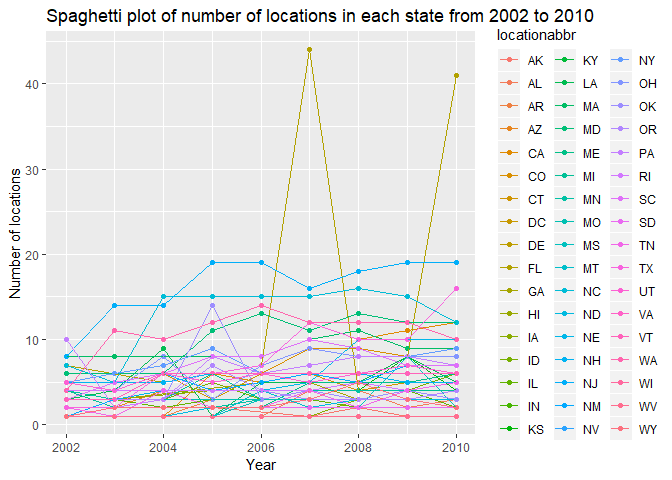 Spaghetti plot of number of locations in each state from 2002 to 2010
Number of locations
40
30
20
10
0
2002
2004
2006
2008
2010
Year
locationabbr
AK
AL
AR
AZ
CA
CO
CT
DC
DE
FL
GA
HI
IA
ID
IL
IN
KS
KY
LA
MA
MD
ME
MI
MN
MO
MS
MT
NC
ND
NE
NH
NJ
NM
NV
NY
OH
OK
OR
PA
RI
SC
SD
TN
TX
UT
VA
VT
WA
WI
WV
WY